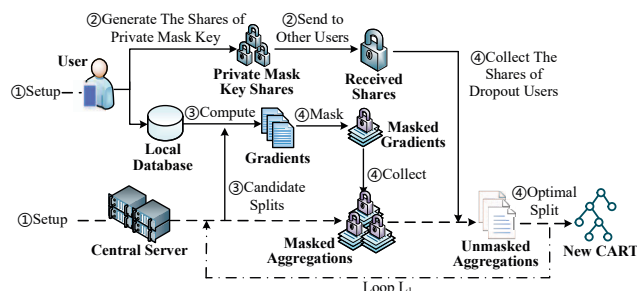 ②Generate The Shares of
Private Mask Key
②Send to
Other Users
User
Private Mask
Key Shares
Received
Shares
④Collect The
Shares of
Dropout Users
①Setup
③Compute
④Mask
Local
Database
Gradients
Masked
Gradients
③Candidate
Splits
④Collect
①Setup
④Optimal
Split
Central Server
Masked
Aggregations
Unmasked
Aggregations
New CART